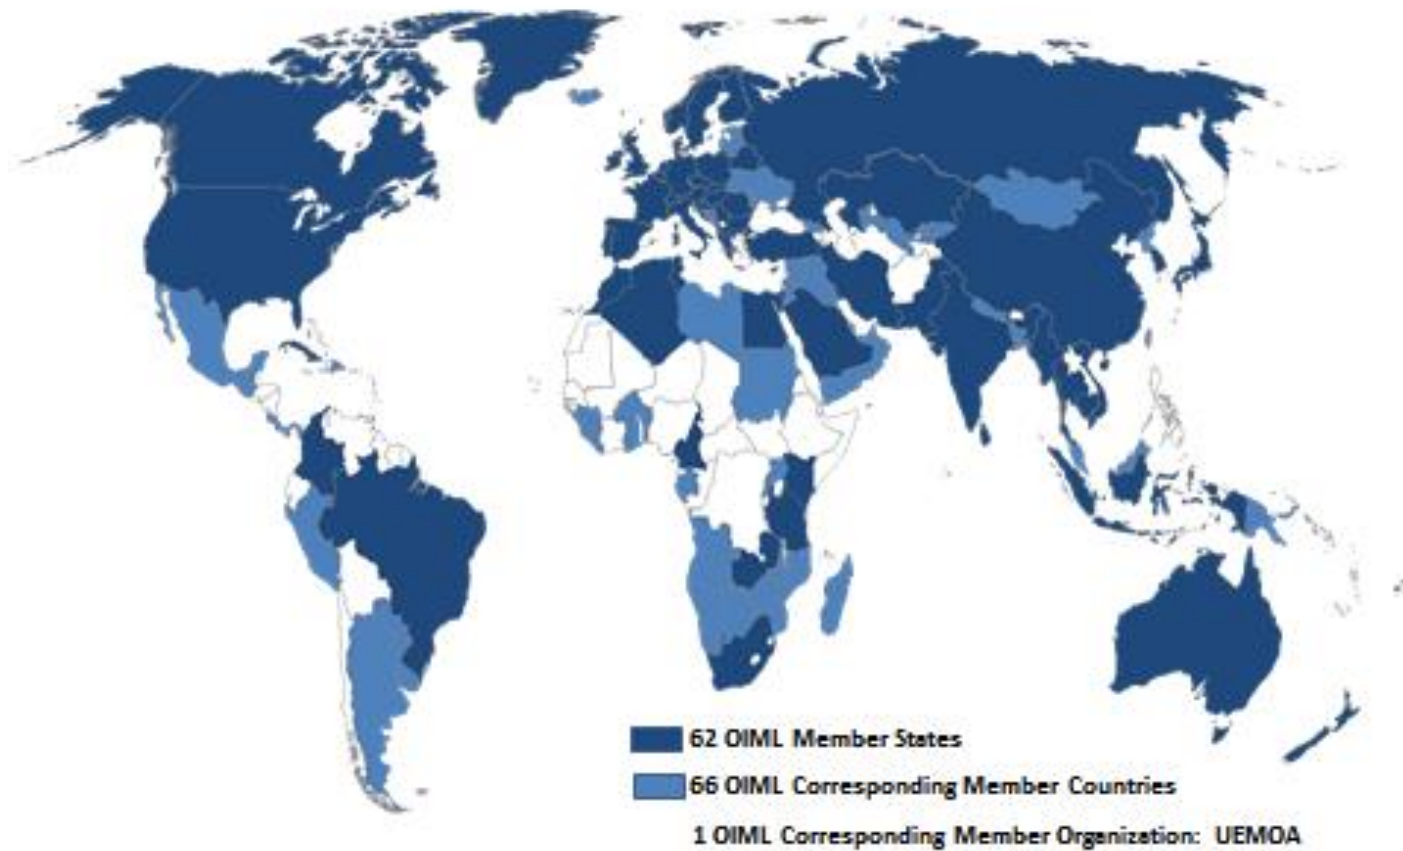 62 OIML Member States
66 OIML Corresponding Member Countries
1 OIML Corresponding Member Organization: UEMOA